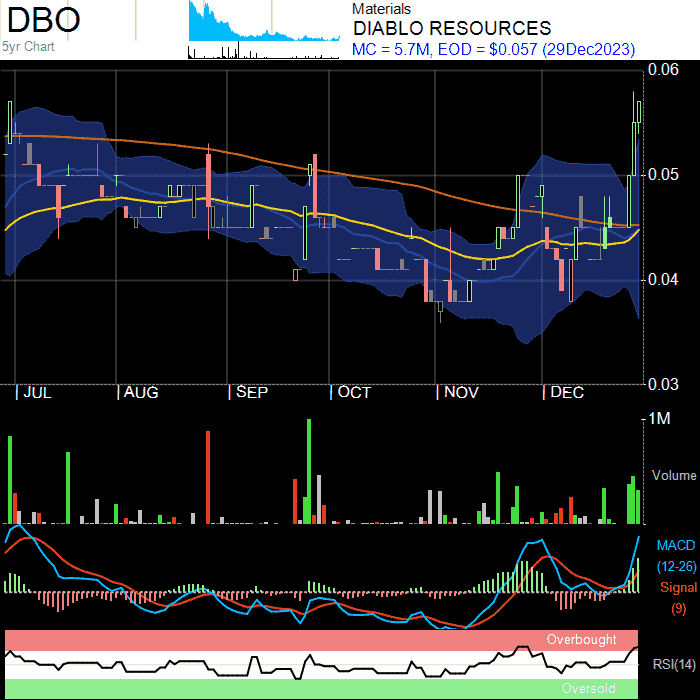 DBO
5yr Chart
Materials
DIABLO RESOURCES
MC = 5.7M, EOD = $0.057 (29Dec2023)
0.06
0.05
0.04
0.03
JUL
AUG
SEP
OCT
NOV
DEC
1M
Volume
MACD
(12-26)
Signal
(9)
Overbought
RSI(14)
Oversold